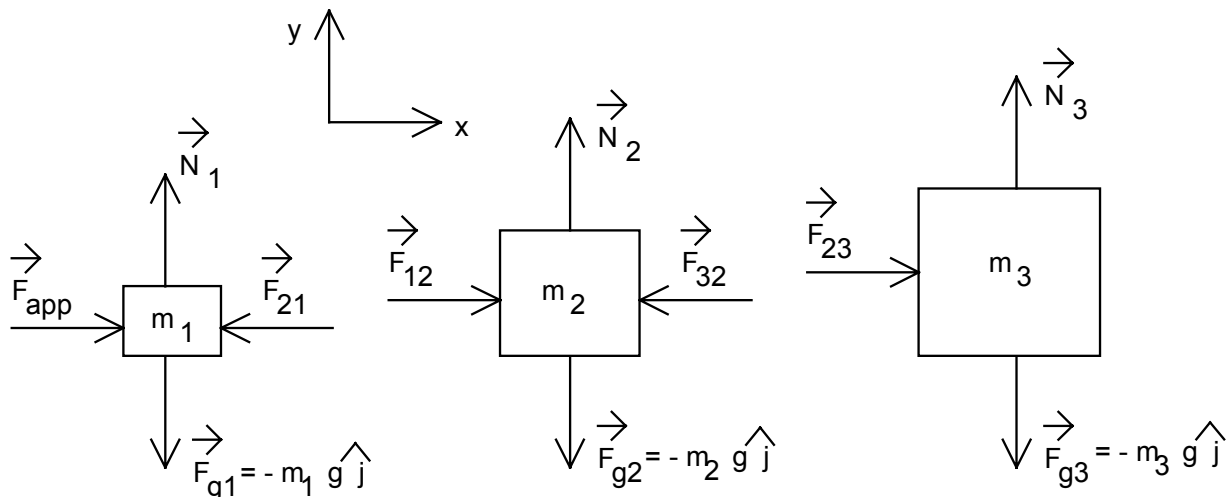 y
x
N 1
N 2
N 3
F app
F 21
m 1
F 12
F 32
m 2
F 23
m 3
F g1 = - m 1 g j
F g2 = - m 2 g j
F g3 = - m 3 g j